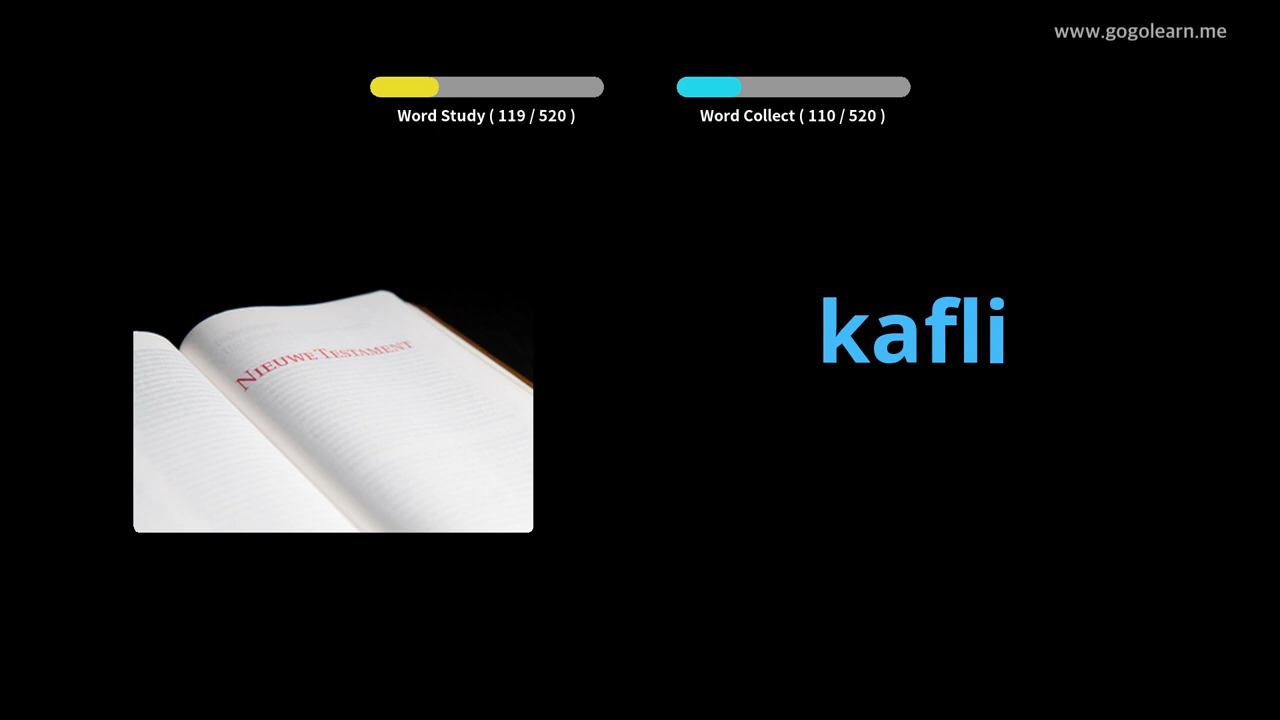 www.gogolearn.me
Word Study ( 119 / 520 )
Word Collect ( 110 / 520 )
NIEUWE TESTAMENT
kafli